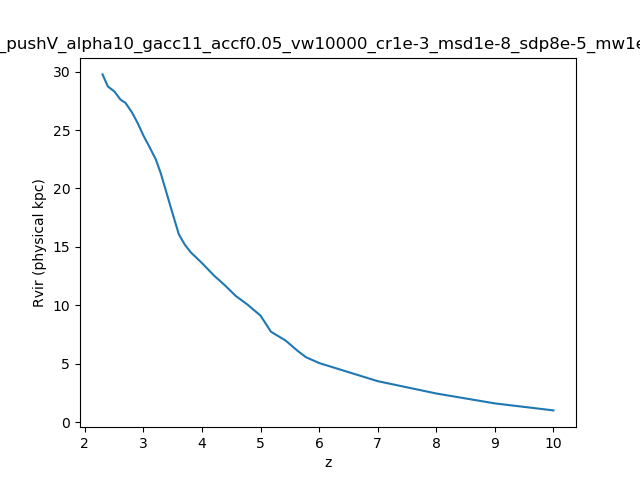 _pushV_alpha10_gacc11_accf0.05_vw10000_cr1e-3_msd1e-8_sdp8e-5_mw1e
30
25
20
15
10
5
0
Rvir (physical kpc)
2 3 4 5 6 7 8 9 10
z